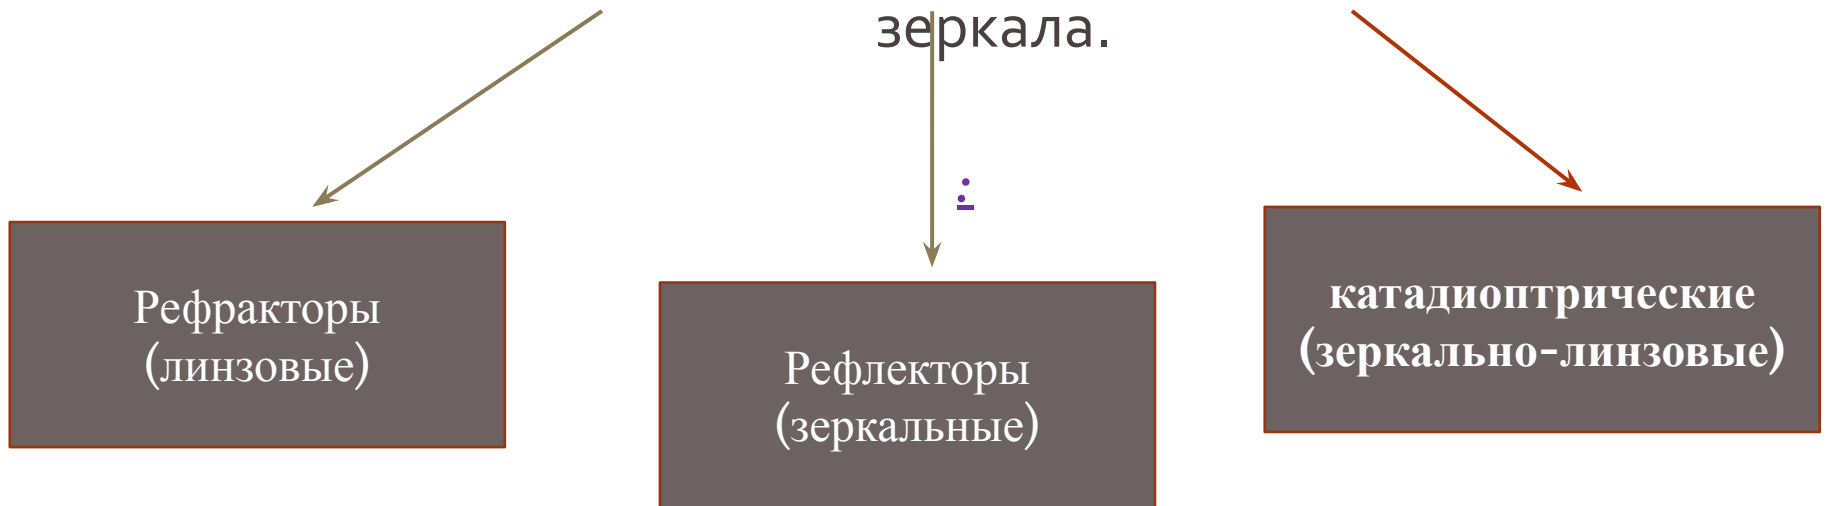 зеркала.
:
Рефракторы
(линзовые)
Рефлекторы
(зеркальные)
катадиоптрические
(зеркально-линзовые)